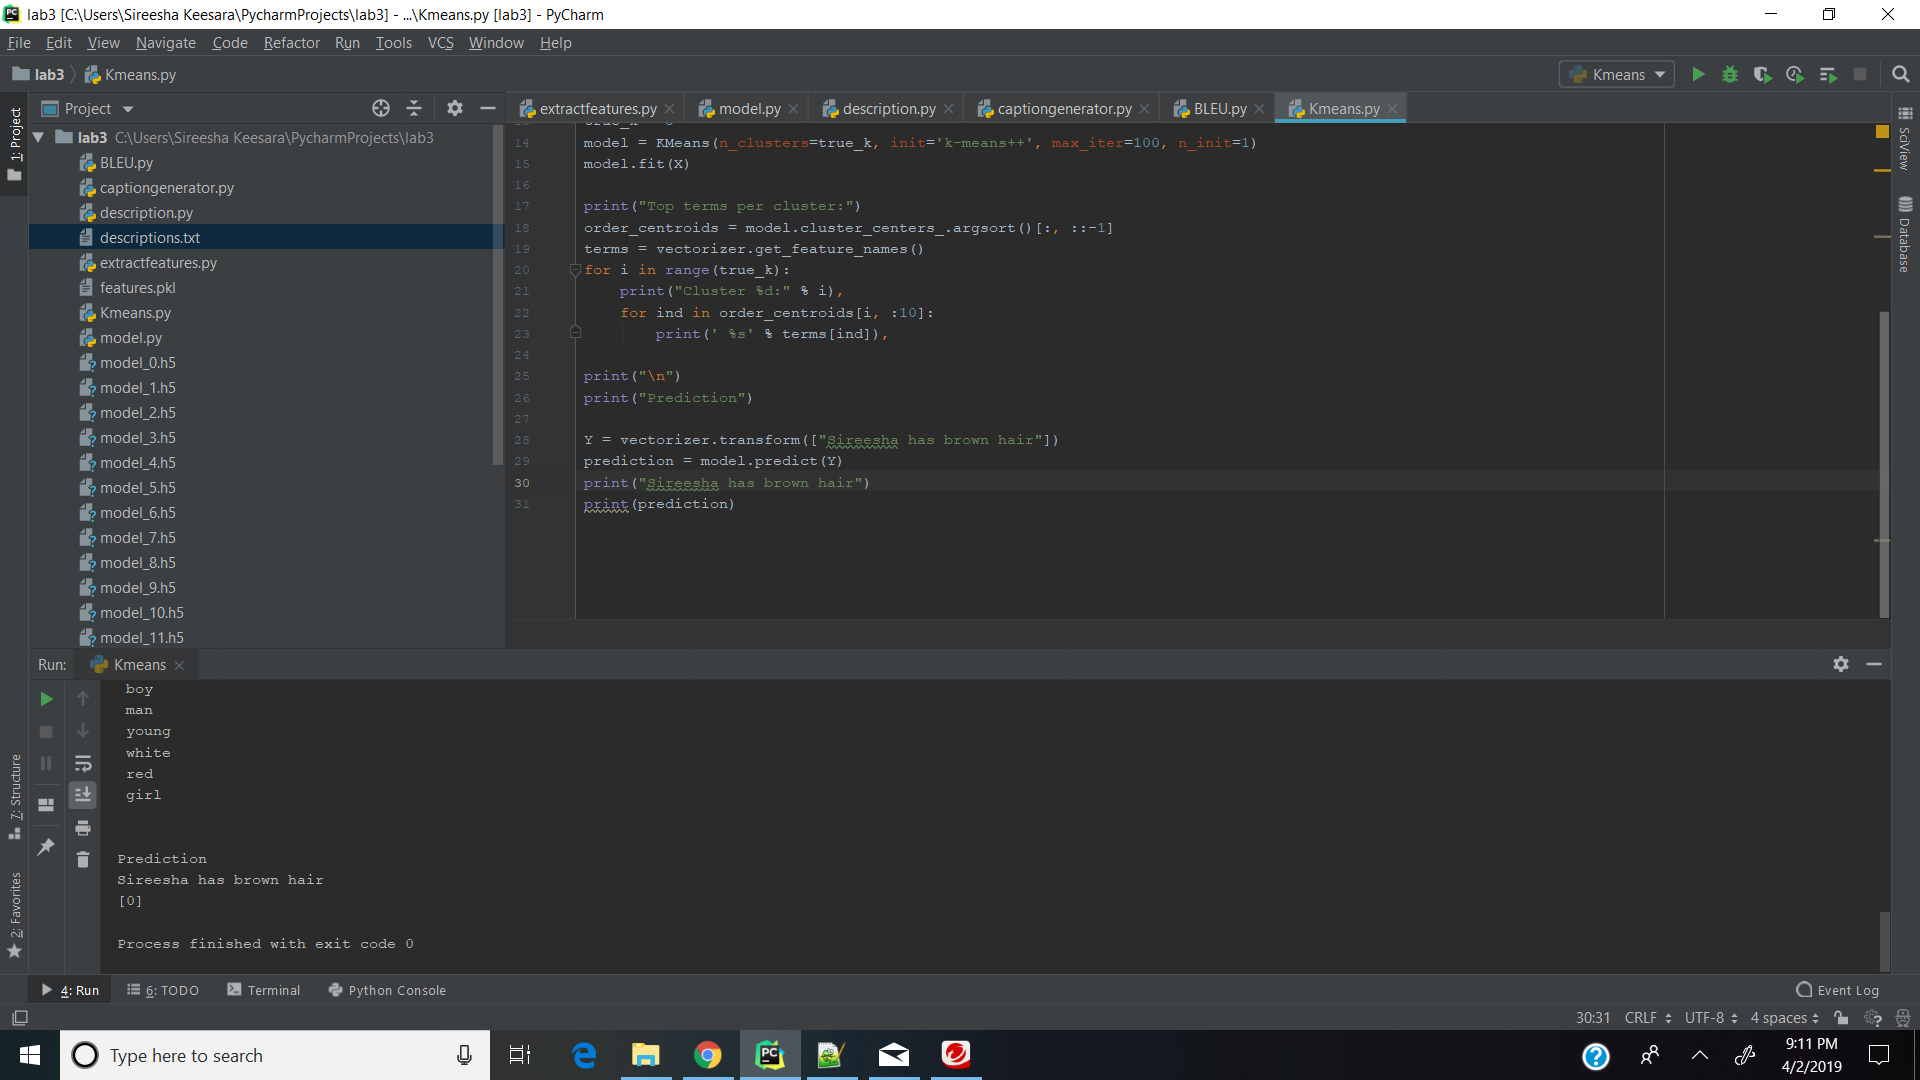 lab3 [C:\Users\Sireesha Keesara\PycharmProjects\lab3] - ...\Kmeans.py [lab3] - PyCharm
File Edit View Navigate Code Refactor Run Tools VCS Window Help
lab3 Kmeans.py
Kmeans
Project
extractfeatures.py model.py description.py captiongenerator.py BLEU.py Kmeans.py
1: Project
7: Structure
2: Favorites
SciView
Database
lab3 C:\Users\Sireesha Keesara\PycharmProjects\lab3
BLEU.py
captiongenerator.py
description.py
descriptions.txt
extractfeatures.py
features.pkl
Kmeans.py
model.py
model_0.h5
model_1.h5
model_2.h5
model_3.h5
model_4.h5
model_5.h5
model_6.h5
model_7.h5
model_8.h5
model_9.h5
model_10.h5
model_11.h5
14 model = KMeans(n_clusters=true_k, init='k-means++', max_iter=100, n_init=1)
15 model.fit(X)
16
17 print("Top terms per cluster:")
18 order_centroids = model.cluster_centers_.argsort()[:, ::-1]
19 terms = vectorizer.get_feature_names()
20 for i in range(true_k):
21 print("Cluster %d:" % i),
22 for ind in order_centroids[i, :10]:
23 print(' %s' % terms[ind]),
24
25 print("\n")
26 print("Prediction")
27
28 Y = vectorizer.transform(["Sireesha has brown hair"])
29 prediction = model.predict(Y)
30 print("Sireesha has brown hair")
31 print(prediction)
Run: Kmeans
boy
man
young
white
red
girl
Prediction
Sireesha has brown hair
[0]
Process finished with exit code 0
4: Run 6: TODO Terminal Python Console Event Log
30:31 CRLF UTF-8 4 spaces
Type here to search
9:11 PM
4/2/2019